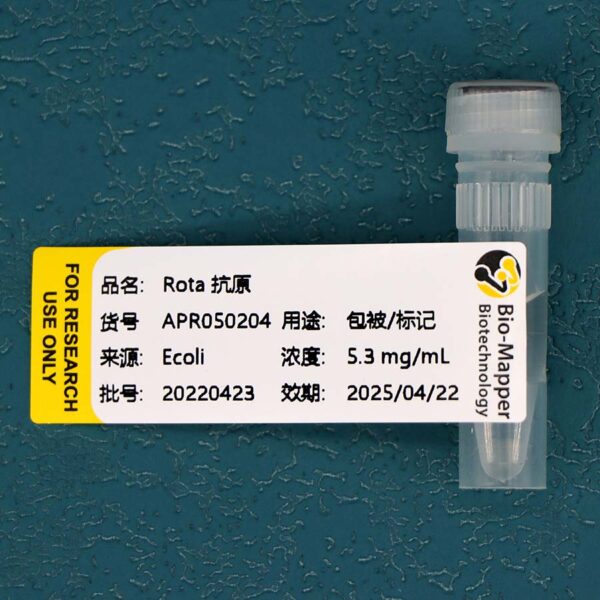 FOR RESEARCH
USE ONLY
品名: Rota 抗原
货号 APR050204 用途: 包被/标记
来源: Ecoli 浓度: 5.3 mg/mL
批号: 20220423 效期: 2025/04/22
Bio-Mapper
Biotechnology